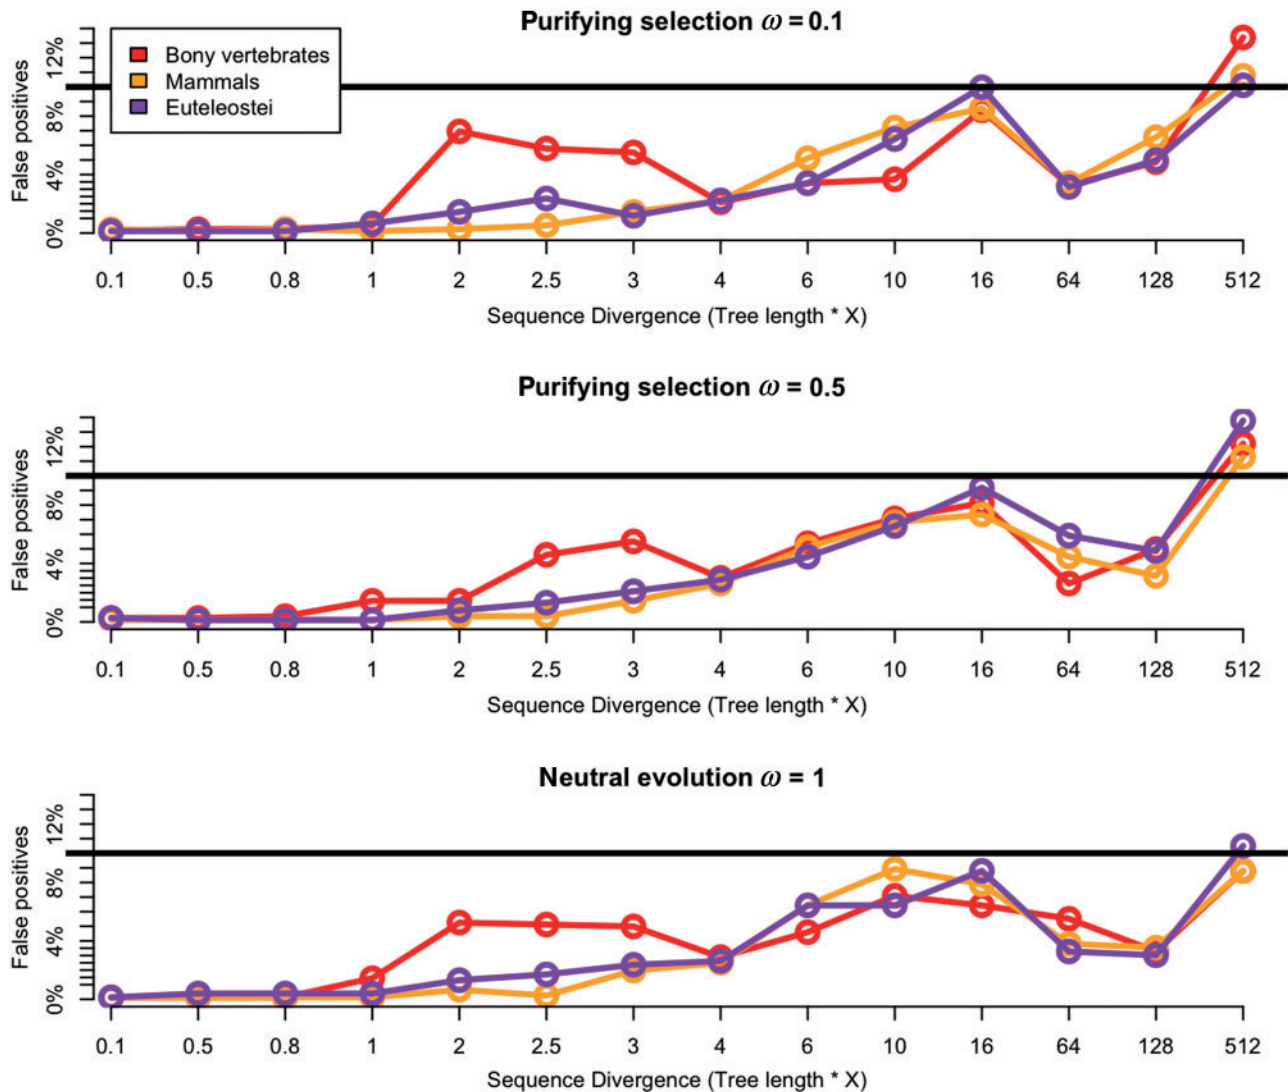 Purifying selection ω = 0.1
Bony vertebrates
Mammals
Euteleostei
False positives
12%
8%
4%
0%
0.1 0.5 0.8 1 2 2.5 3 4 6 10 16 64 128 512
Sequence Divergence (Tree length * X)
Purifying selection ω = 0.5
False positives
12%
8%
4%
0%
0.1 0.5 0.8 1 2 2.5 3 4 6 10 16 64 128 512
Sequence Divergence (Tree length * X)
Neutral evolution ω = 1
False positives
12%
8%
4%
0%
0.1 0.5 0.8 1 2 2.5 3 4 6 10 16 64 128 512
Sequence Divergence (Tree length * X)